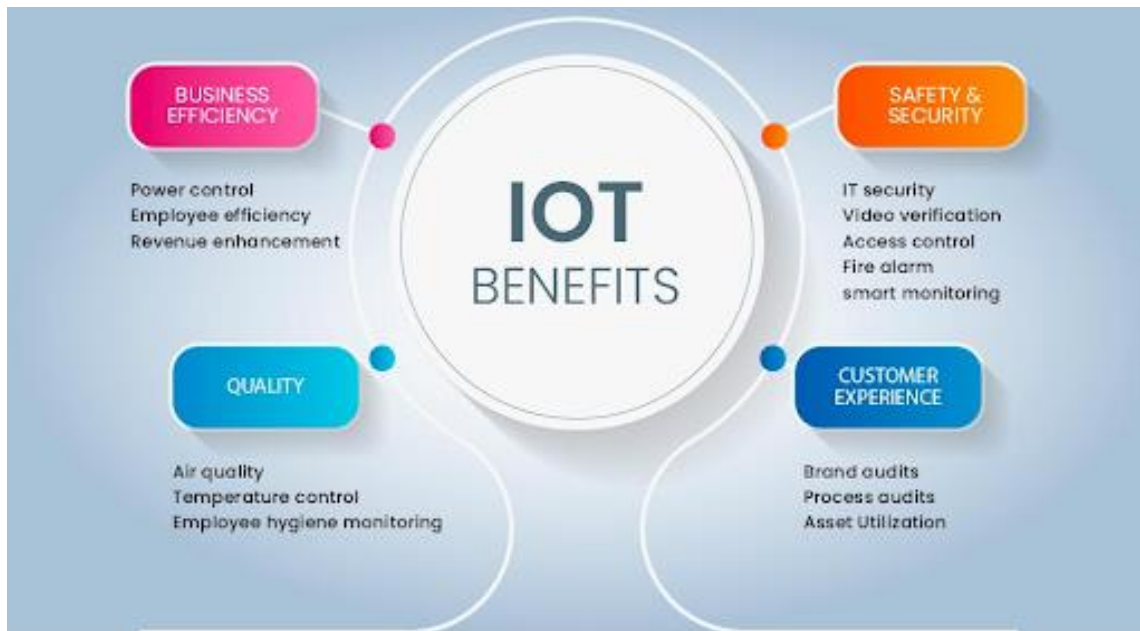 BUSINESS
EFFICIENCY
Power control
Employee efficiency
Revenue enhancement
IOT
BENEFITS
SAFETY &
SECURITY
IT security
Video verification
Access control
Fire alarm
smart monitoring
QUALITY
Air quality
Temperature control
Employee hygiene monitoring
CUSTOMER
EXPERIENCE
Brand audits
Process audits
Asset Utilization